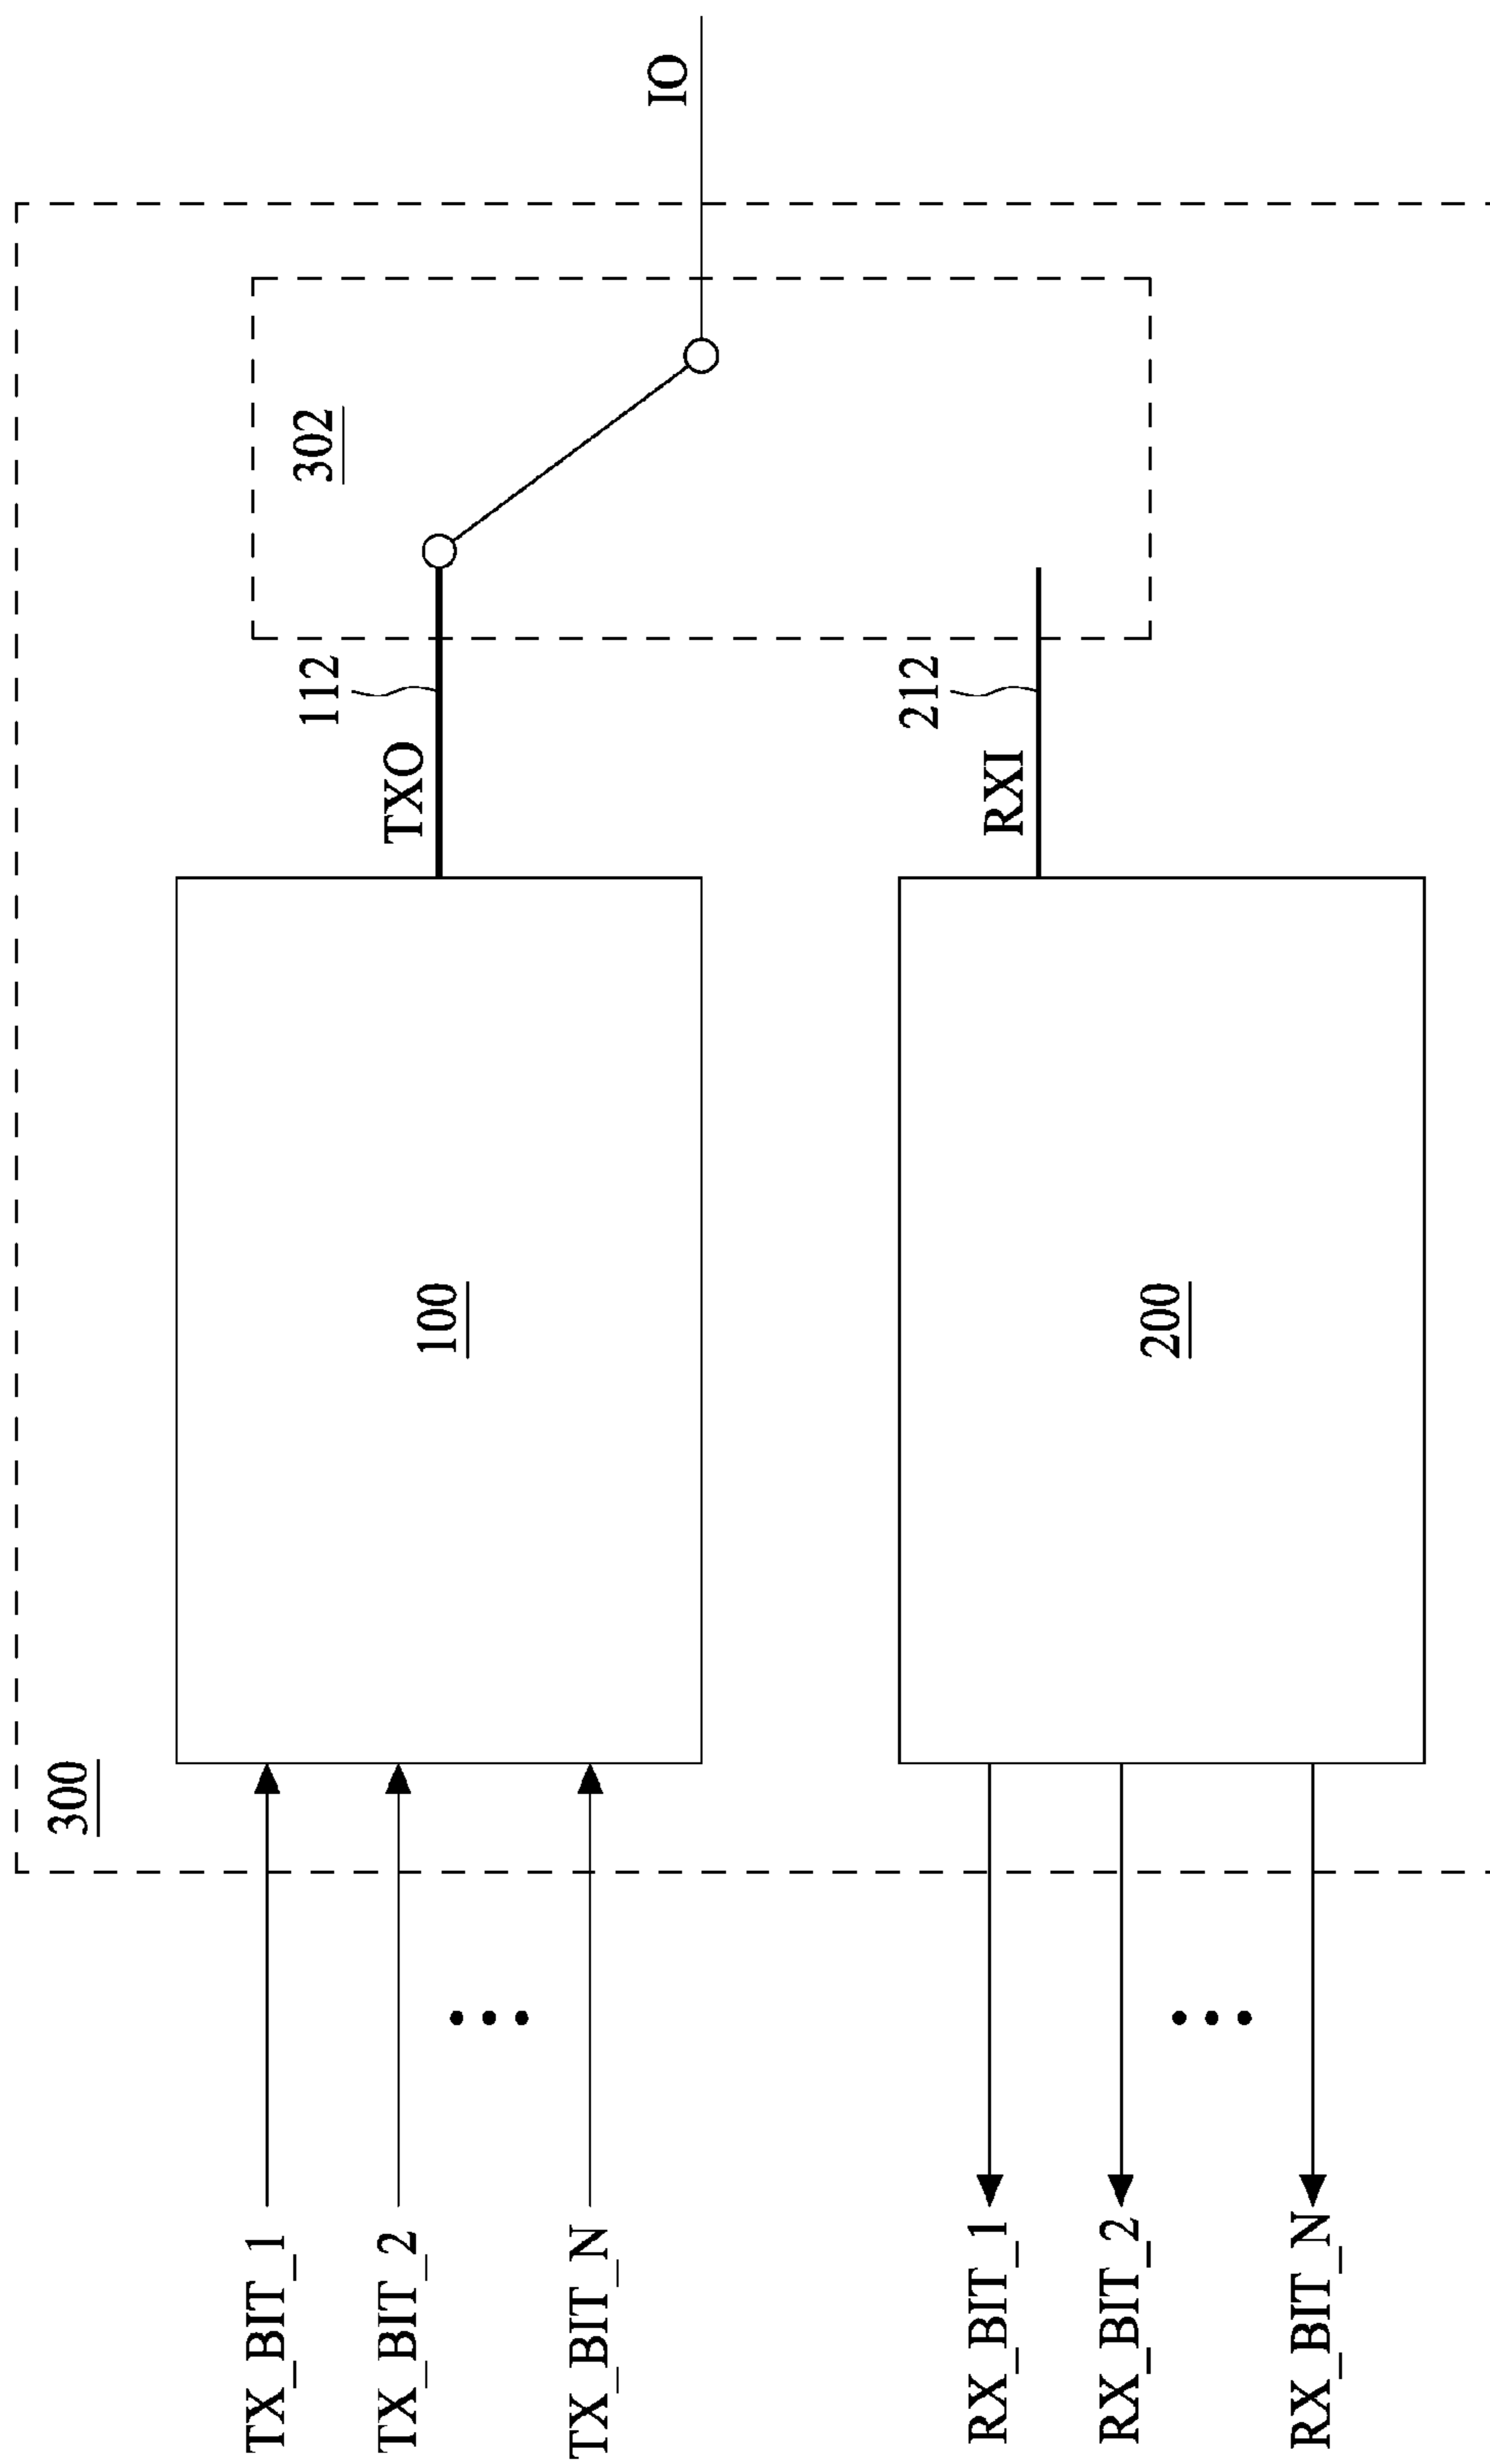 300
302
IO
TX_BIT_1
TX_BIT_2
TX_BIT_N
100
TXO
112
RX_BIT_1
RX_BIT_2
RX_BIT_N
200
RXI
212